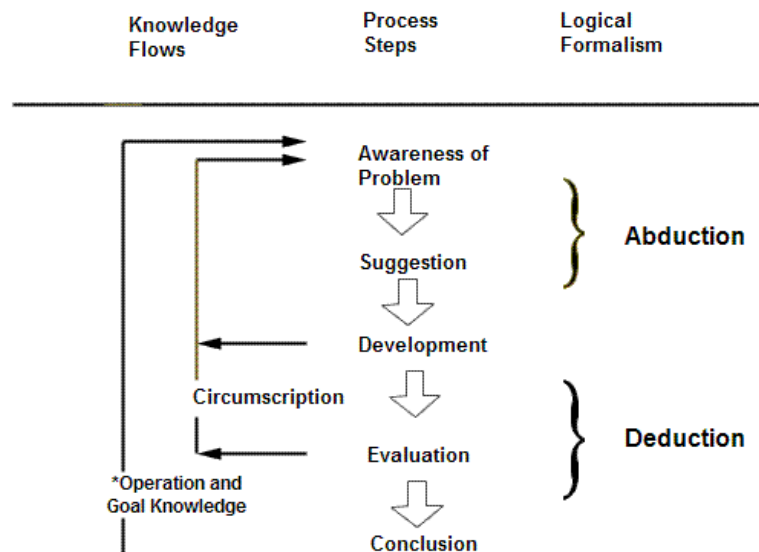 Knowledge
Flows
Process
Steps
Logical
Formalism
Awareness of
Problem
Abduction
Suggestion
Development
Circumscription
Deduction
Evaluation
*Operation and
Goal Knowledge
Conclusion